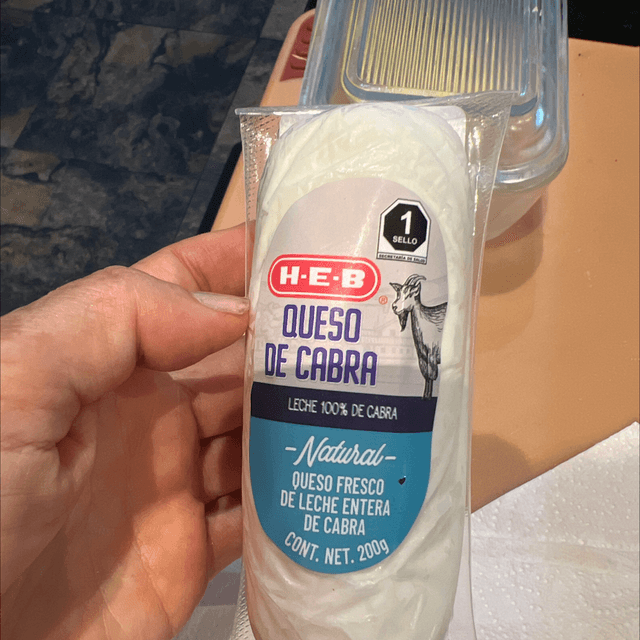 1
SELLO
SECRETARÍA DE SALUD
H-E-B
®
QUESO
DE CABRA
LECHE 100% DE CABRA
-Natural-
QUESO FRESCO
DE LECHE ENTERA
DE CABRA
CONT. NET. 200g